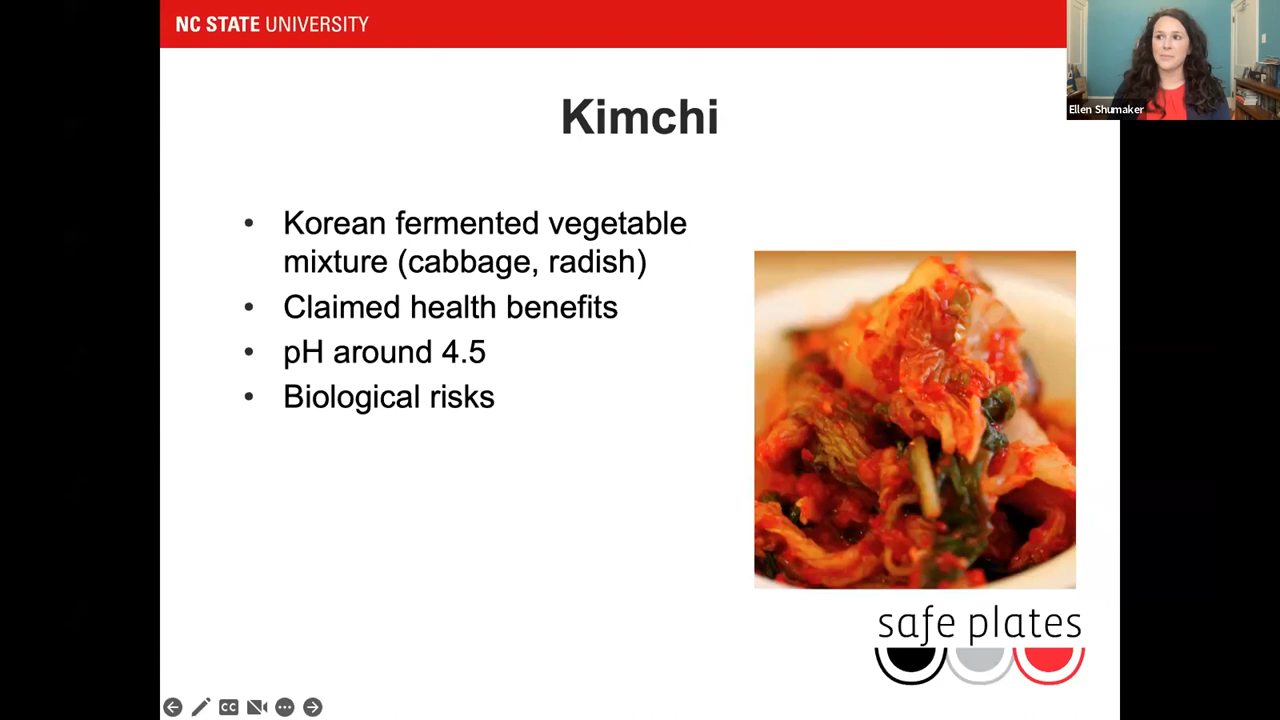 NC STATE UNIVERSITY
Ellen Shumaker
Kimchi
• Korean fermented vegetable
mixture (cabbage, radish)
• Claimed health benefits
• pH around 4.5
• Biological risks
safe plates
CC